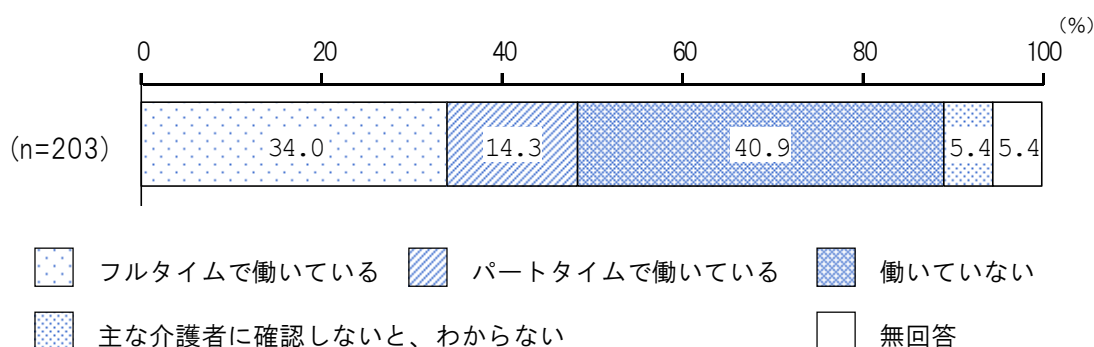 (%)
0 20 40 60 80 100
(n=203) 34.0 14.3 40.9 5.4 5.4
フルタイムで働いている パートタイムで働いている 働いていない
主な介護者に確認しないと、わからない 無回答